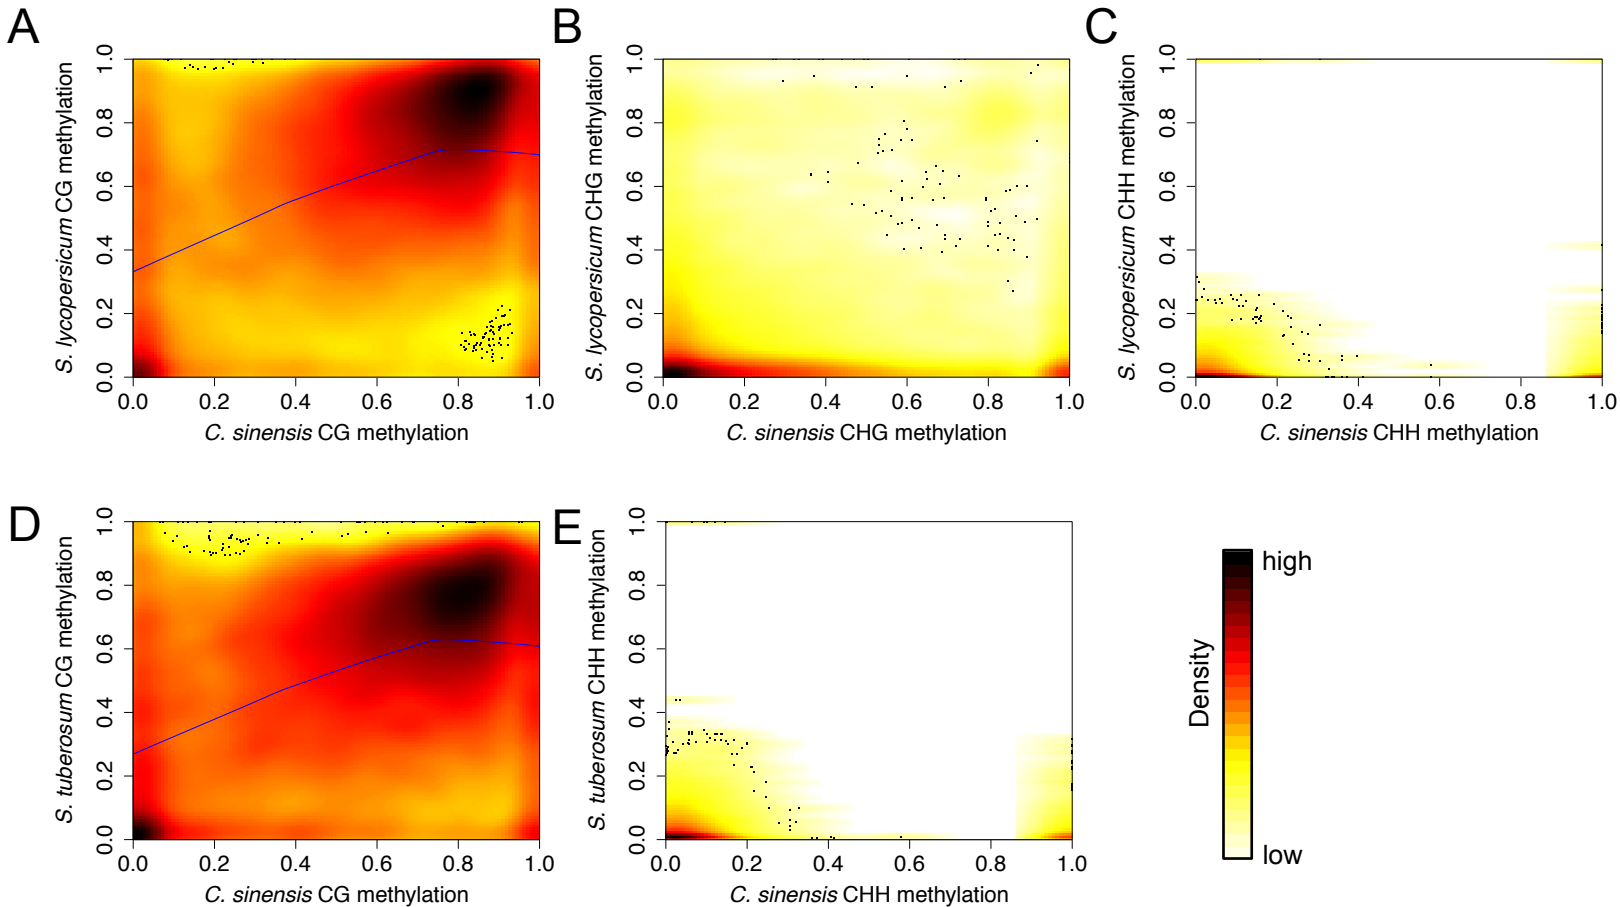 A
B
C
S. lycopersicum CG methylation
0.0 0.2 0.4 0.6 0.8 1.0
0.0 0.2 0.4 0.6 0.8 1.0
C. sinensis CG methylation
S. lycopersicum CHG methylation
0.0 0.2 0.4 0.6 0.8 1.0
0.0 0.2 0.4 0.6 0.8 1.0
C. sinensis CHG methylation
S. lycopersicum CHH methylation
0.0 0.2 0.4 0.6 0.8 1.0
0.0 0.2 0.4 0.6 0.8 1.0
C. sinensis CHH methylation
D
E
S. tuberosum CG methylation
0.0 0.2 0.4 0.6 0.8 1.0
0.0 0.2 0.4 0.6 0.8 1.0
C. sinensis CG methylation
S. tuberosum CHH methylation
0.0 0.2 0.4 0.6 0.8 1.0
0.0 0.2 0.4 0.6 0.8 1.0
C. sinensis CHH methylation
high
Density
low